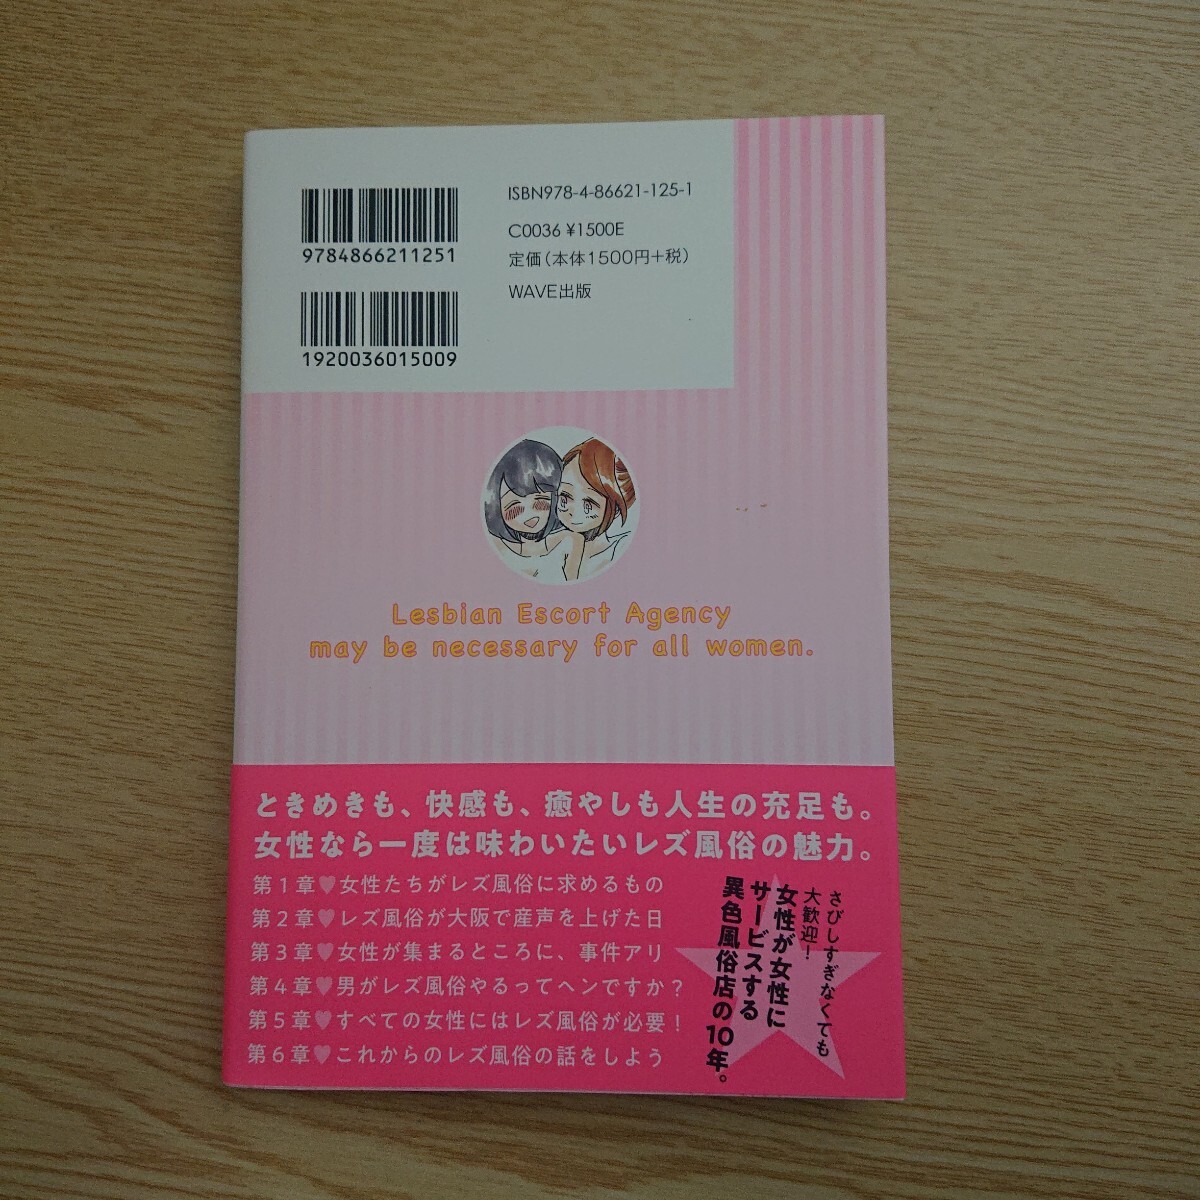 ISBN978-4-86621-125-1
C0036 ¥1500E
定価(本体1500円+税)
WAVE出版
9784866211251
1920036015009
Lesbian Escort Agency
may be necessary for all women.
ときめきも、快感も、癒やしも人生の充足も。
女性なら一度は味わいたいレズ風俗の魅力。
第1章♥女性たちがレズ風俗に求めるもの
第2章♥レズ風俗が大阪で産声を上げた日
第3章♥女性が集まるところに、事件アリ
第4章♥男がレズ風俗やるってヘンですか?
第5章♥すべての女性にはレズ風俗が必要!
第6章♥これからのレズ風俗の話をしよう
さびしすぎなくても
大歓迎!
女性が女性に
サービスする
異色風俗店の10年。